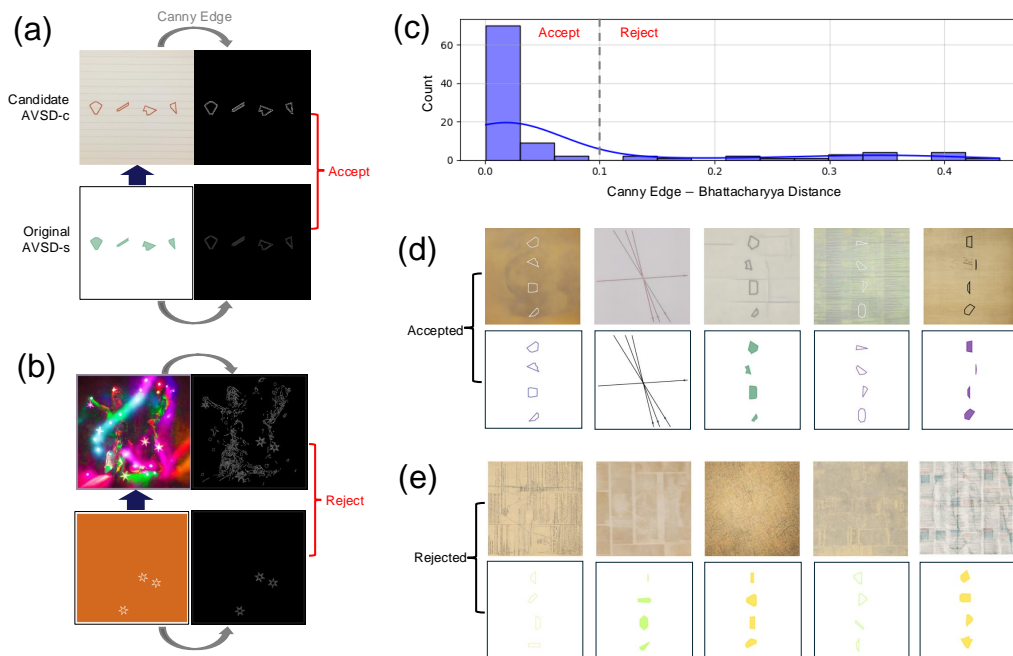 (a)
Canny Edge
Candidate
AVSD-c
Original
AVSD-s
Accept
(b)
Reject
(c)
Accept
Reject
Count
60
40
20
0
0.0
0.1
0.2
0.3
0.4
Canny Edge – Bhattacharyya Distance
(d)
Accepted
(e)
Rejected